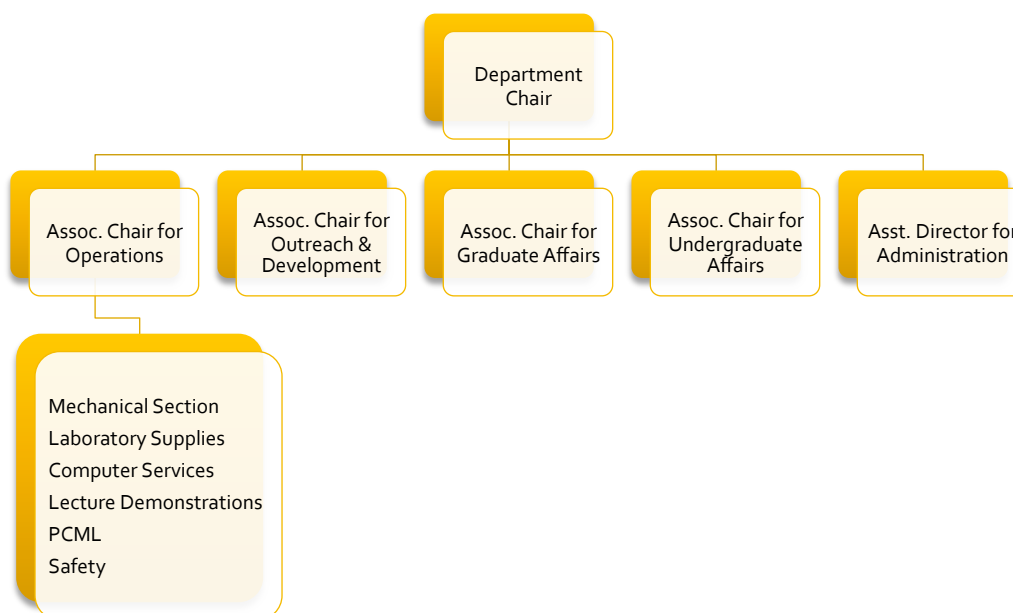 Department
Chair
Assoc. Chair for
Operations
Assoc. Chair for
Outreach &
Development
Assoc. Chair for
Graduate Affairs
Assoc. Chair for
Undergraduate
Affairs
Asst. Director for
Administration
Mechanical Section
Laboratory Supplies
Computer Services
Lecture Demonstrations
PCML
Safety